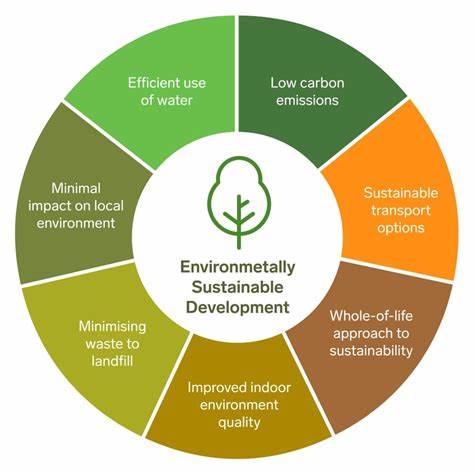 Efficient use
of water
Low carbon
emissions
Sustainable
transport
options
Whole-of-life
approach to
sustainability
Improved indoor
environment
quality
Minimising
waste to
landfill
Minimal
impact on local
environment
Environmetally
Sustainable
Development